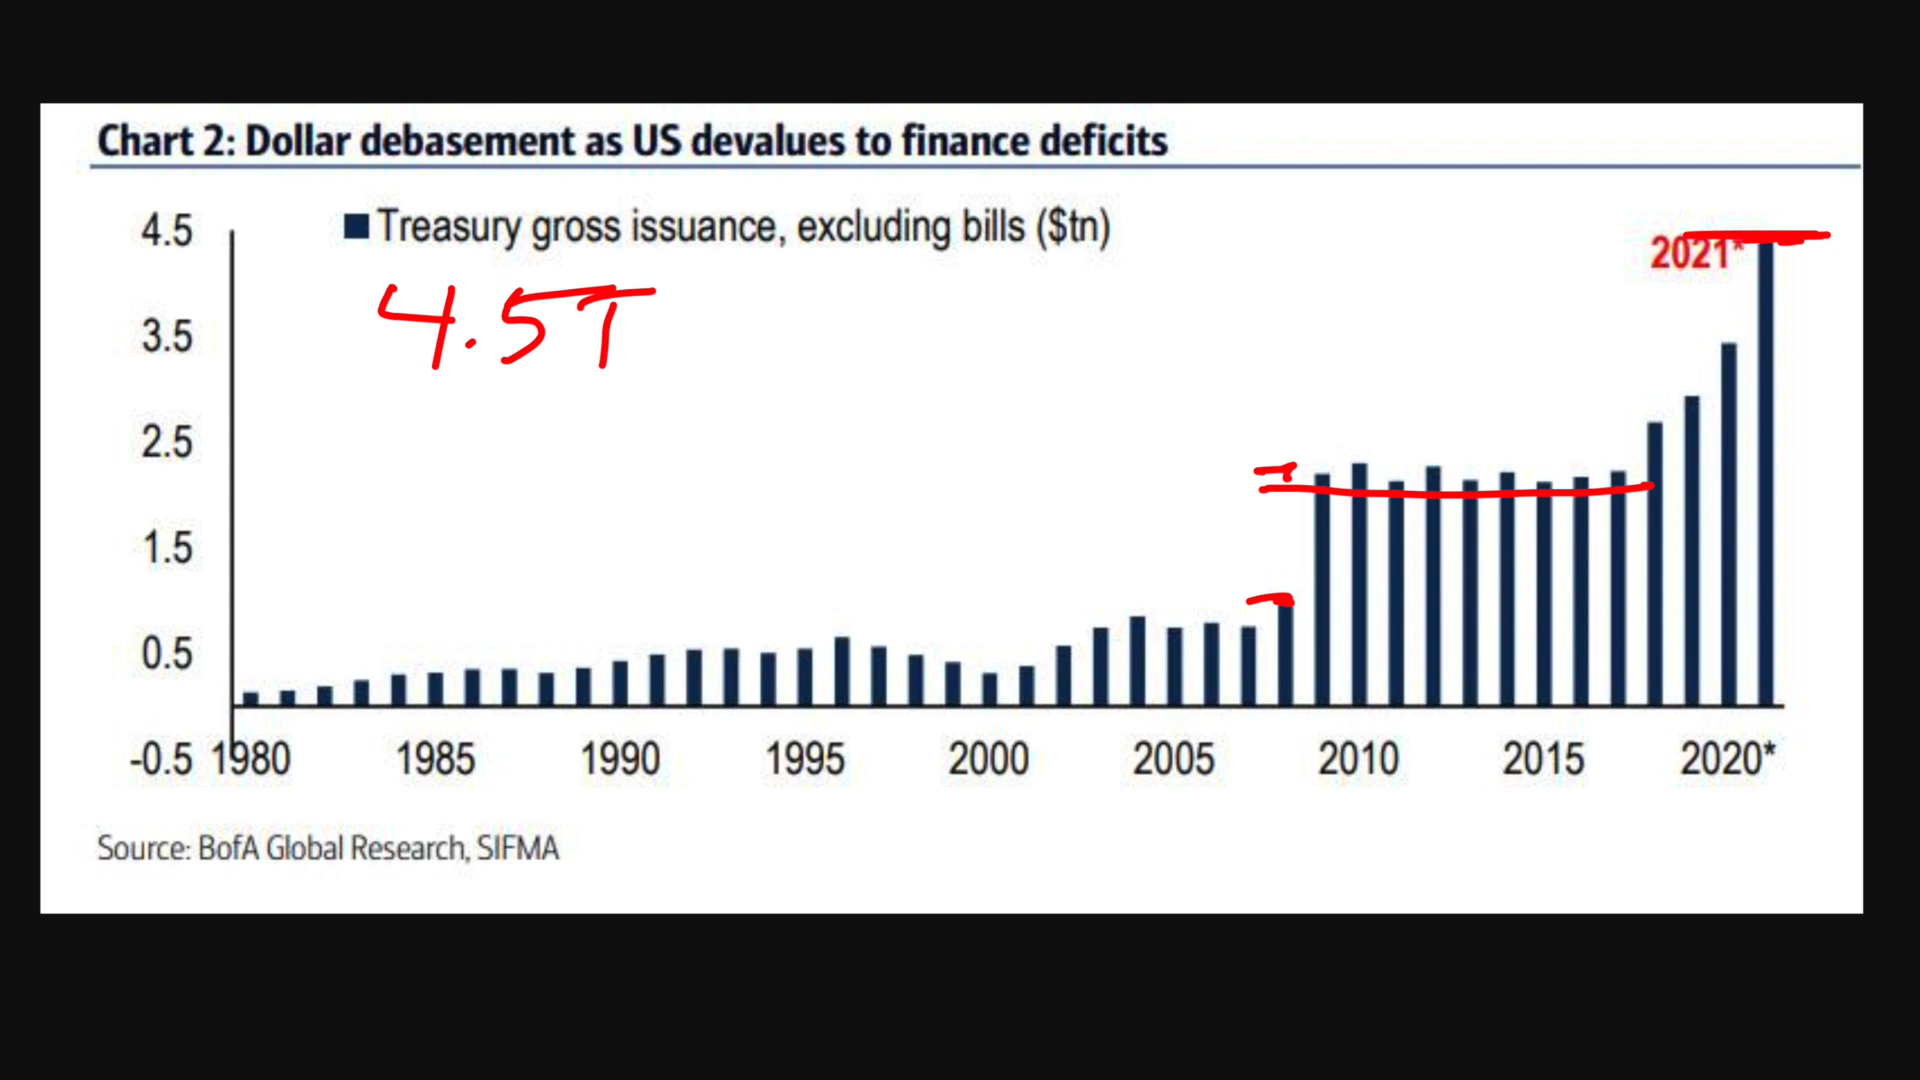 Chart 2: Dollar debasement as US devalues to finance deficits
4.5
Treasury gross issuance, excluding bills ($tn)
2021*
4.5T
3.5
2.5
1.5
0.5
-0.5 1980 1985 1990 1995 2000 2005 2010 2015 2020*
Source: BofA Global Research, SIFMA